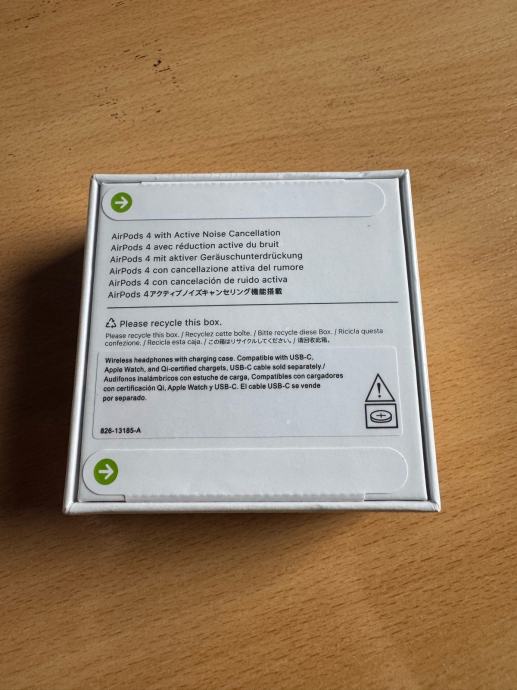 AirPods 4 with Active Noise Cancellation
AirPods 4 avec réduction active du bruit
AirPods 4 mit aktiver Geräuschunterdrückung
AirPods 4 con cancellazione attiva del rumore
AirPods 4 con cancelación de ruido activa
AirPods 4アクティブノイズキャンセリング機能搭載
Please recycle this box.
Please recycle this box. / Recyclez cette boîte. / Bitte recycle diese Box. / Ricicla questa
confezione. / Recicla esta caja. / この箱はリサイクルしてください。/ 请回收此箱。
Wireless headphones with charging case. Compatible with USB-C,
Apple Watch, and Qi-certified chargets, USB-C cable sold separately./
Audífonos inalámbricos con estuche de carga, Compatibles con cargadores
con certificación Qi, Apple Watch y USB-C. El cable USB-C se vende
por separado.
826-13185-A